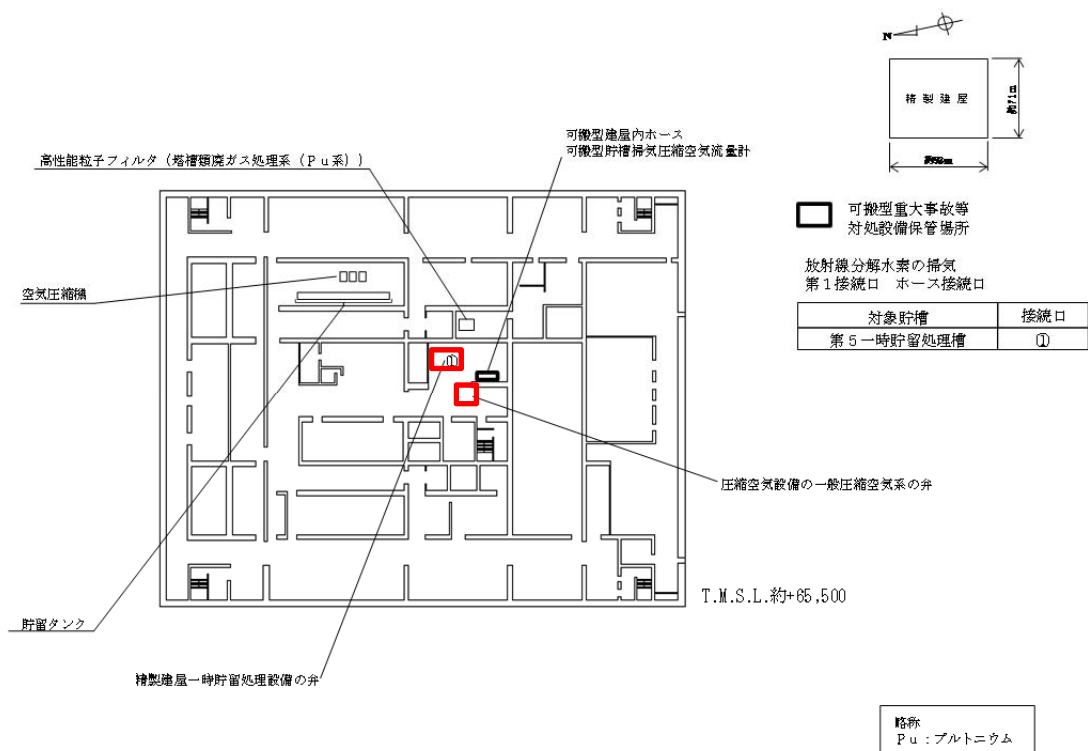 N
精製建屋
約71m
可搬型建屋内ホース
可搬型貯槽掃気圧縮空気流量計
高性能粒子フィルタ（塔槽類廃ガス処理系（Pu系））
可搬型重大事故等
対処設備保管場所
放射線分解水素の掃気
第1接続口 ホース接続口
対象貯槽 接続口
第5一時貯留処理槽 ①
空気圧縮機
①
圧縮空気設備の一般圧縮空気系の弁
T.M.S.L.約+65,500
貯留タンク
精製建屋一時貯留処理設備の弁
略称
Pu：プルトニウム